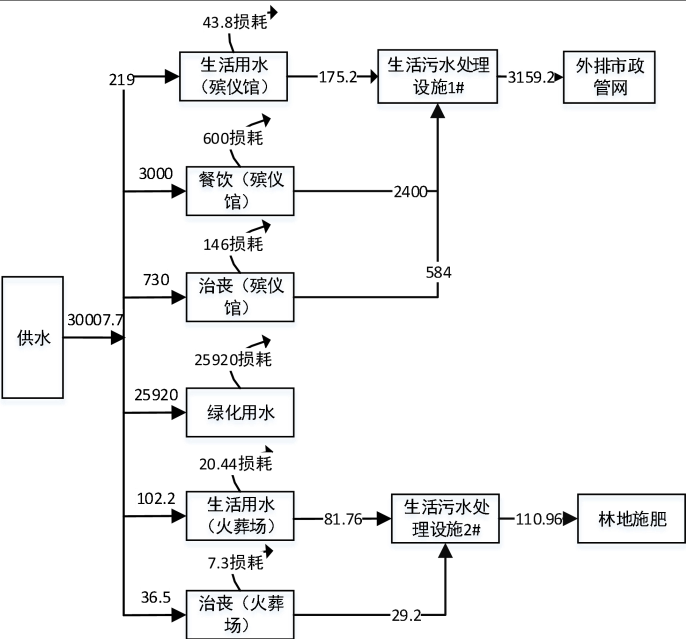 43.8损耗
219
生活用水
（殡仪馆）
175.2
生活污水处理
设施1#
3159.2
外排市政
管网
600损耗
3000
餐饮（殡仪
馆）
2400
146损耗
730
治丧（殡仪
馆）
584
供水
30007.7
25920损耗
25920
绿化用水
20.44损耗
102.2
生活用水
（火葬场）
81.76
生活污水处
理设施2#
110.96
林地施肥
7.3损耗
36.5
治丧（火葬
场）
29.2